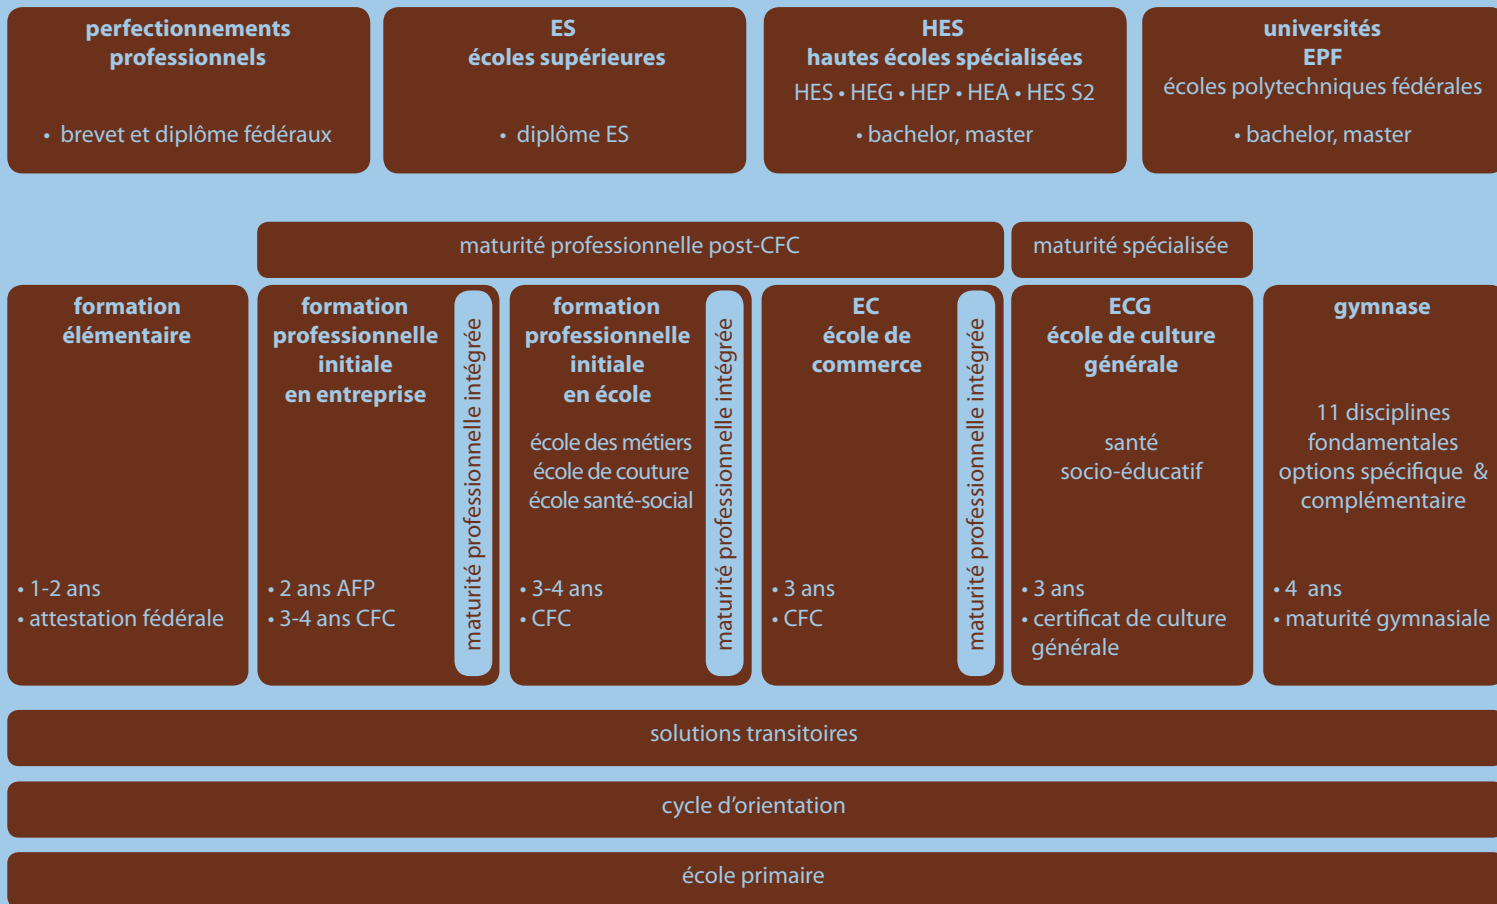 perfectionnements
professionnels
• brevet et diplôme fédéraux
ES
écoles supérieures
• diplôme ES
HES
hautes écoles spécialisées
HES • HEG • HEP • HEA • HES S2
• bachelor, master
universités
EPF
écoles polytechniques fédérales
• bachelor, master
maturité professionnelle post-CFC
maturité spécialisée
formation
élémentaire
• 1-2 ans
• attestation fédérale
formation
professionnelle
initiale
en entreprise
• 2 ans AFP
• 3-4 ans CFC
maturité professionnelle intégrée
formation
professionnelle
initiale
en école
école des métiers
école de couture
école santé-social
• 3-4 ans
• CFC
maturité professionnelle intégrée
EC
école de
commerce
• 3 ans
• CFC
maturité professionnelle intégrée
ECG
école de culture
générale
santé
socio-éducatif
• 3 ans
• certificat de culture
générale
gymnase
11 disciplines
fondamentales
options spécifique &
complémentaire
• 4 ans
• maturité gymnasiale
solutions transitoires
cycle d'orientation
école primaire